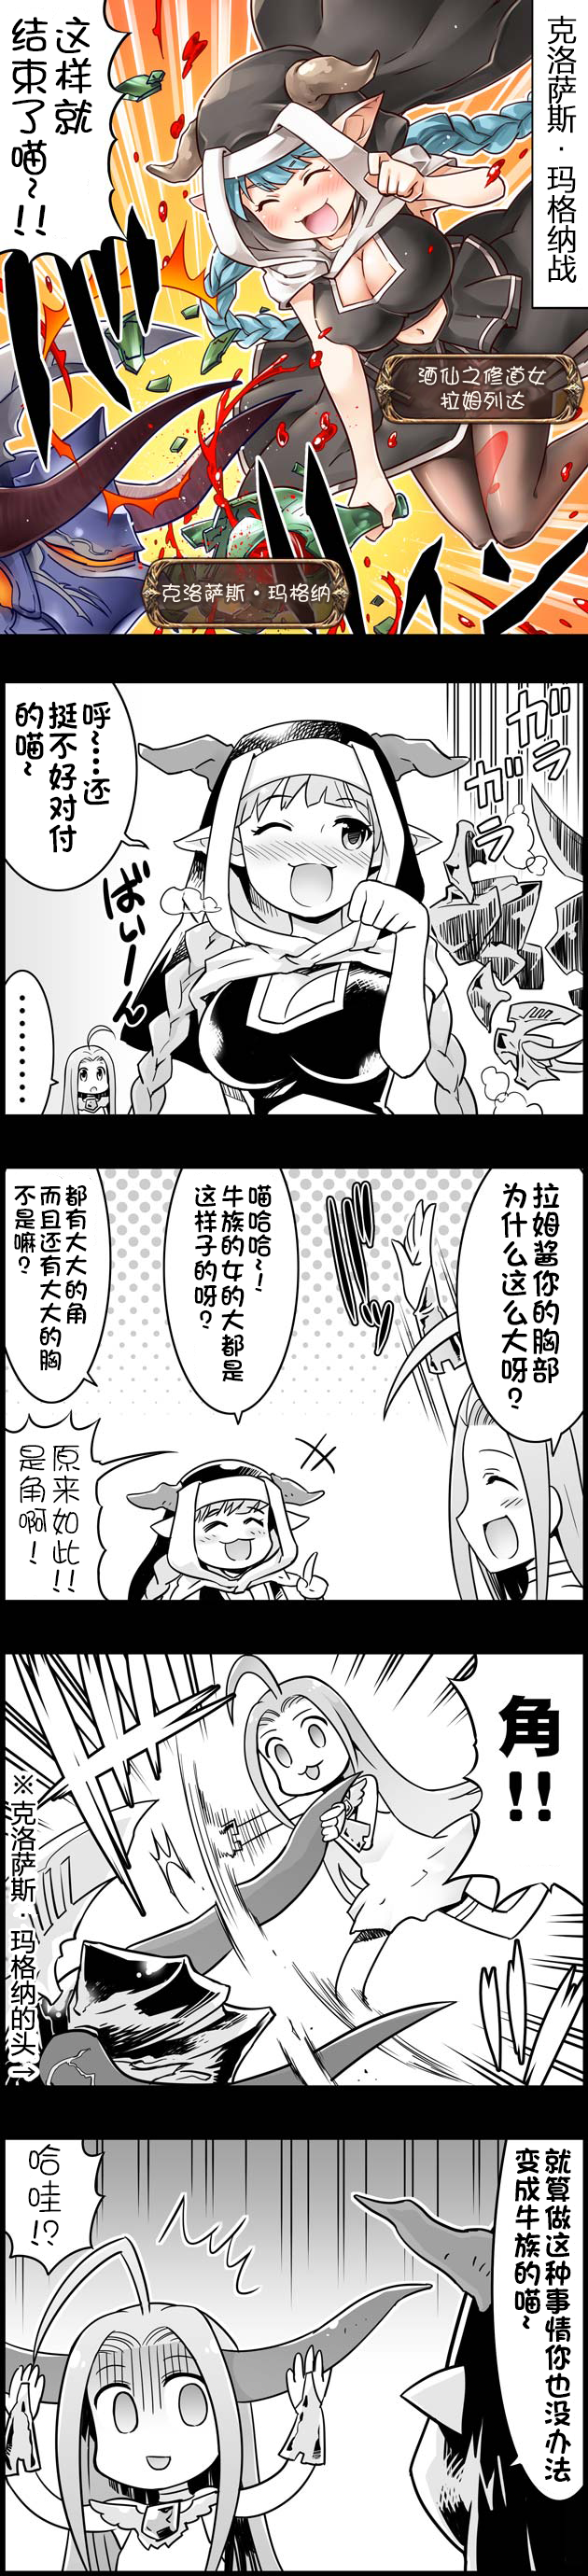 克洛萨斯·玛格纳战
这样就
结束了喵~!!
酒仙之修道女
拉姆列达
克洛萨斯·玛格纳
ガラ
ガラ
呼~……还
挺不好对付
的喵~
ばいーん
………
拉姆酱你的胸部
为什么这么大呀?
喵哈哈~!
牛族的女的大都是
这样子的呀?
都有大大的角
而且还有大大的胸
不是嘛?
原来如此!!
是角啊!
角!!
※克洛萨斯·玛格纳的头→
就算做这种事情你也没办法
变成牛族的喵~
哈哇!?